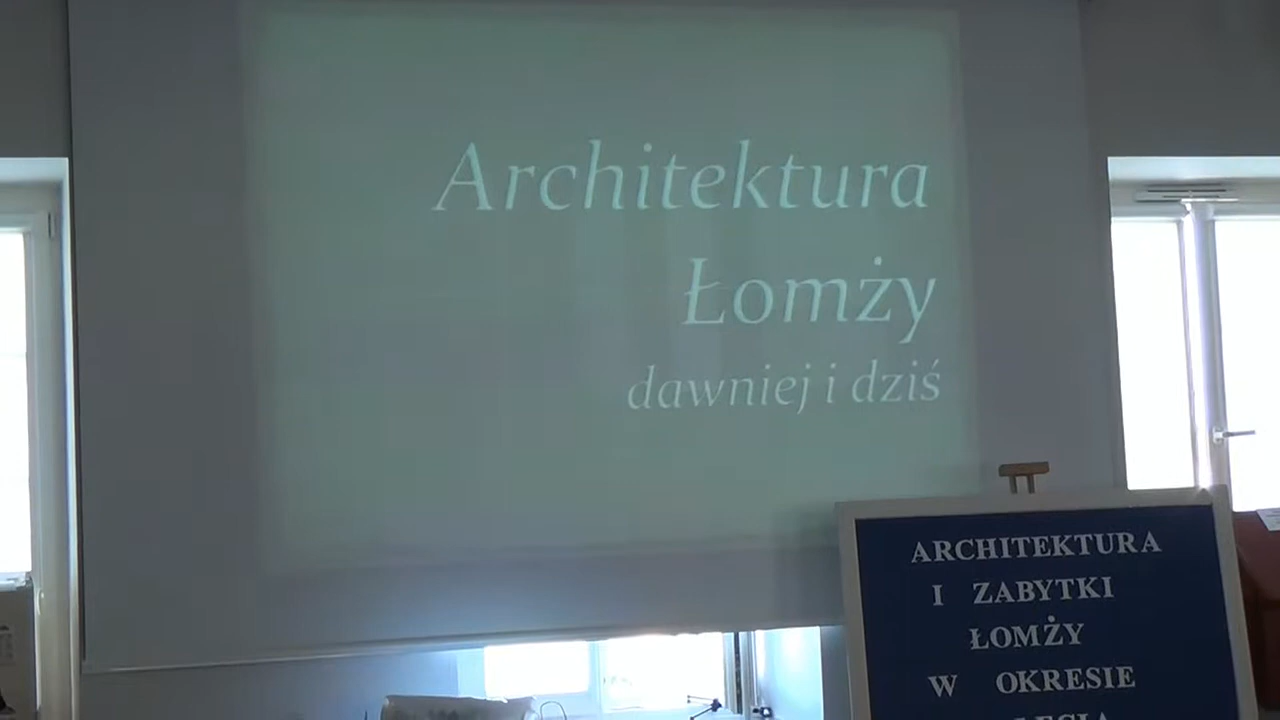 Architektura
Łomży
dawniej i dziś
ARCHITEKTURA
I ZABYTKI
ŁOMŻY
W OKRESIE